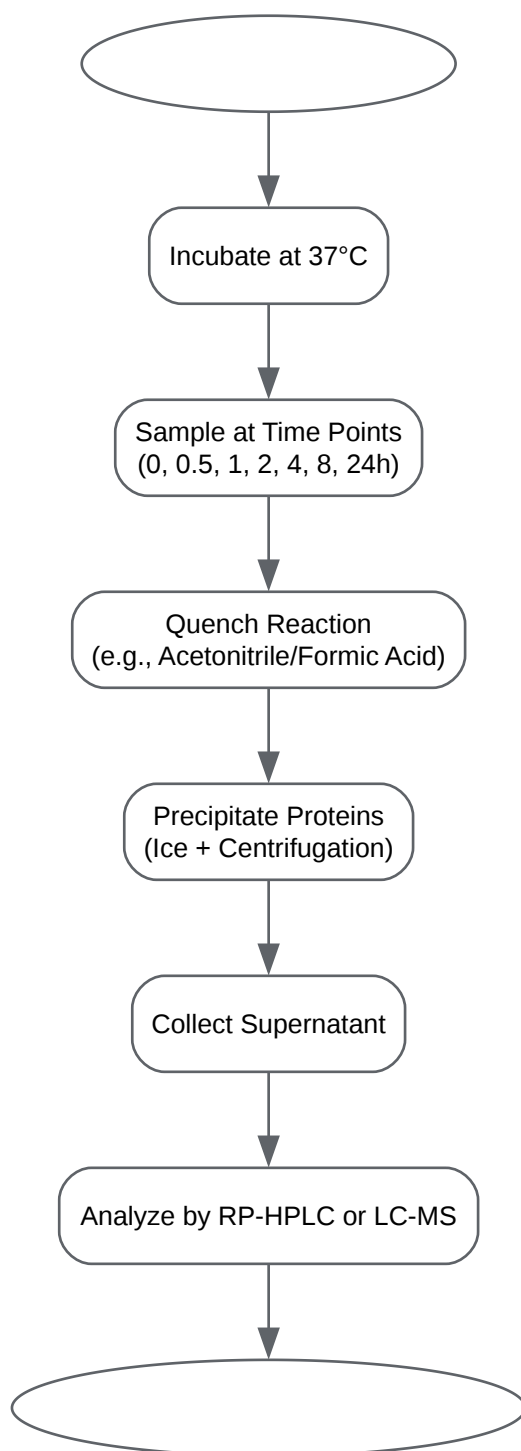 Incubate at 37°C
Sample at Time Points
(0, 0.5, 1, 2, 4, 8, 24h)
Quench Reaction
(e.g., Acetonitrile/Formic Acid)
Precipitate Proteins
(Ice + Centrifugation)
Collect Supernatant
Analyze by RP-HPLC or LC-MS